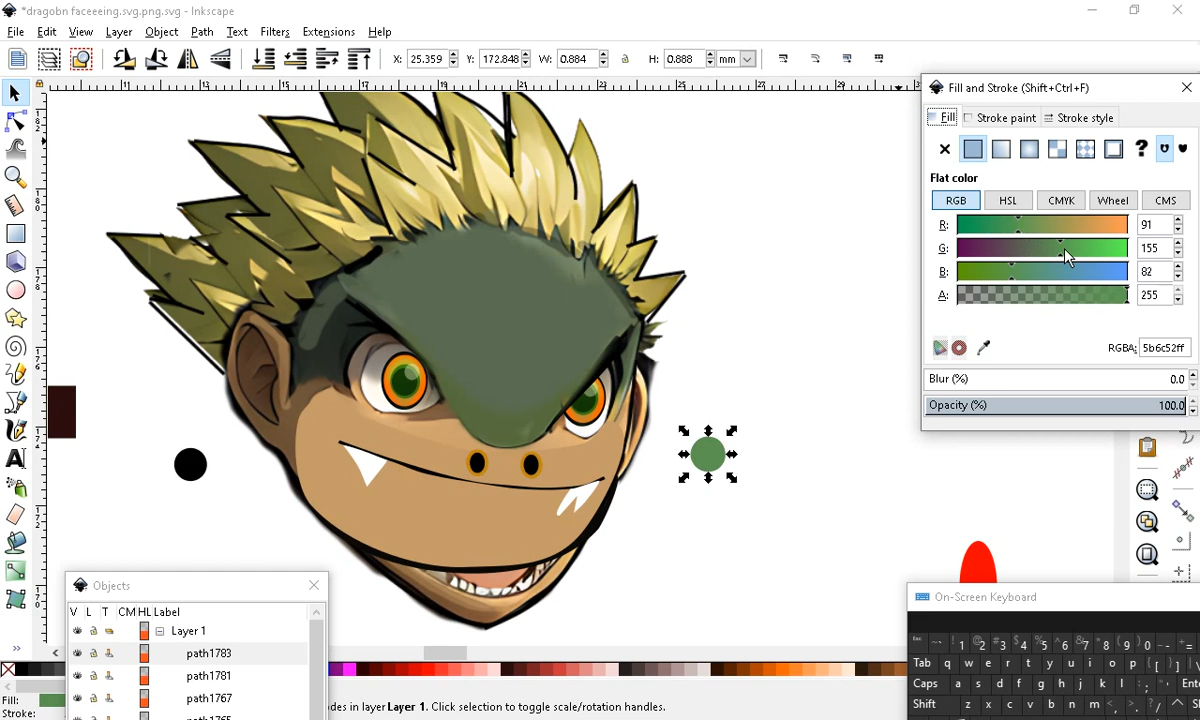 *dragobn faceeeing.svg.png.svg - Inkscape
File Edit View Layer Object Path Text Filters Extensions Help
X: 25.359 Y: 172.848 W: 0.884 H: 0.888 mm
Fill and Stroke (Shift+Ctrl+F)
Fill Stroke paint Stroke style
Flat color
RGB HSL CMYK Wheel CMS
R: 91
G: 155
B: 82
A: 255
RGBA: 5b6c52ff
Blur (%) 0.0
Opacity (%) 100.0
Objects
V L T CM HL Label
Layer 1
path1783
path1781
path1767
path1765
On-Screen Keyboard
Tab q w e r t y u i o p [ ]
Caps a s d f g h j k l ; ' Ente
Shift z x c v b n m , . /
Fill:
Stroke:
des in layer Layer 1. Click selection to toggle scale/rotation handles.